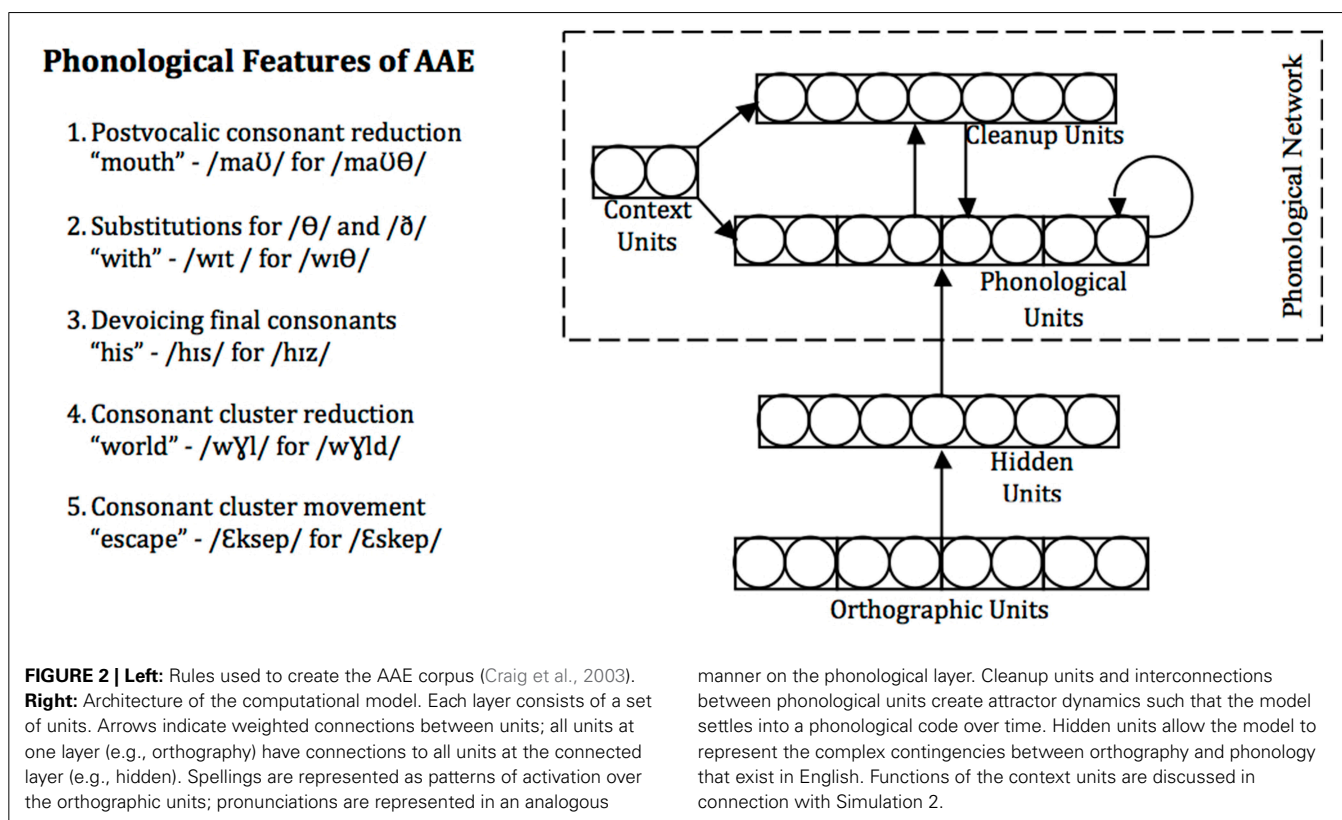 Phonological Features of AAE
1. Postvocalic consonant reduction
"mouth" - /maƱ/ for /maƱθ/
2. Substitutions for /θ/ and /ð/
"with" - /wɪt / for /wɪθ/
3. Devoicing final consonants
"his" - /hɪs/ for /hɪz/
4. Consonant cluster reduction
"world" - /wƔl/ for /wƔld/
5. Consonant cluster movement
"escape" - /Ɛksep/ for /Ɛskep/
Cleanup Units
Context
Units
Phonological
Units
Phonological Network
Hidden
Units
Orthographic Units
FIGURE 2 | Left: Rules used to create the AAE corpus (Craig et al., 2003).
Right: Architecture of the computational model. Each layer consists of a set
of units. Arrows indicate weighted connections between units; all units at
one layer (e.g., orthography) have connections to all units at the connected
layer (e.g., hidden). Spellings are represented as patterns of activation over
the orthographic units; pronunciations are represented in an analogous
manner on the phonological layer. Cleanup units and interconnections
between phonological units create attractor dynamics such that the model
settles into a phonological code over time. Hidden units allow the model to
represent the complex contingencies between orthography and phonology
that exist in English. Functions of the context units are discussed in
connection with Simulation 2.